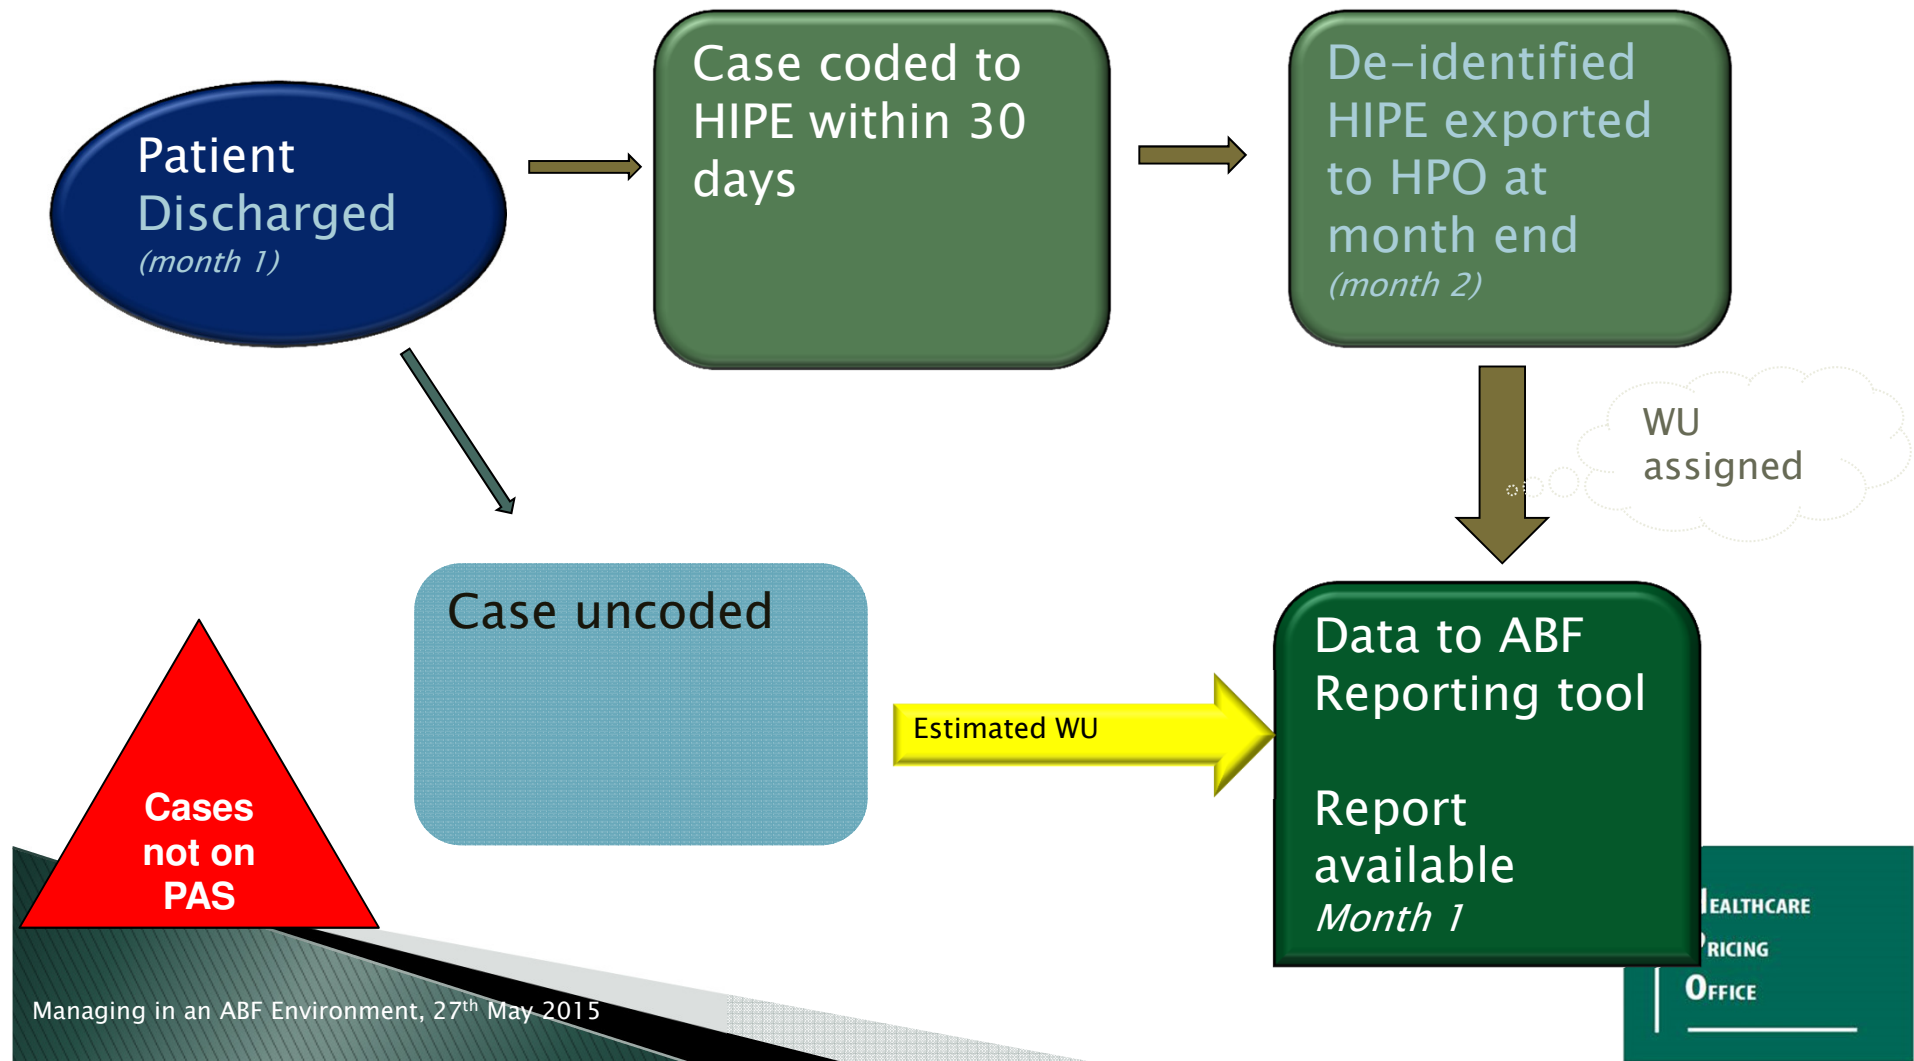 Patient
Discharged
(month 1)
Case coded to
HIPE within 30
days
De-identified
HIPE exported
to HPO at
month end
(month 2)
WU
assigned
Case uncoded
Estimated WU
Data to ABF
Reporting tool
Report
available
Month 1
Cases
not on
PAS
EALTHCARE
RICING
OFFICE
Managing in an ABF Environment, 27th May 2015